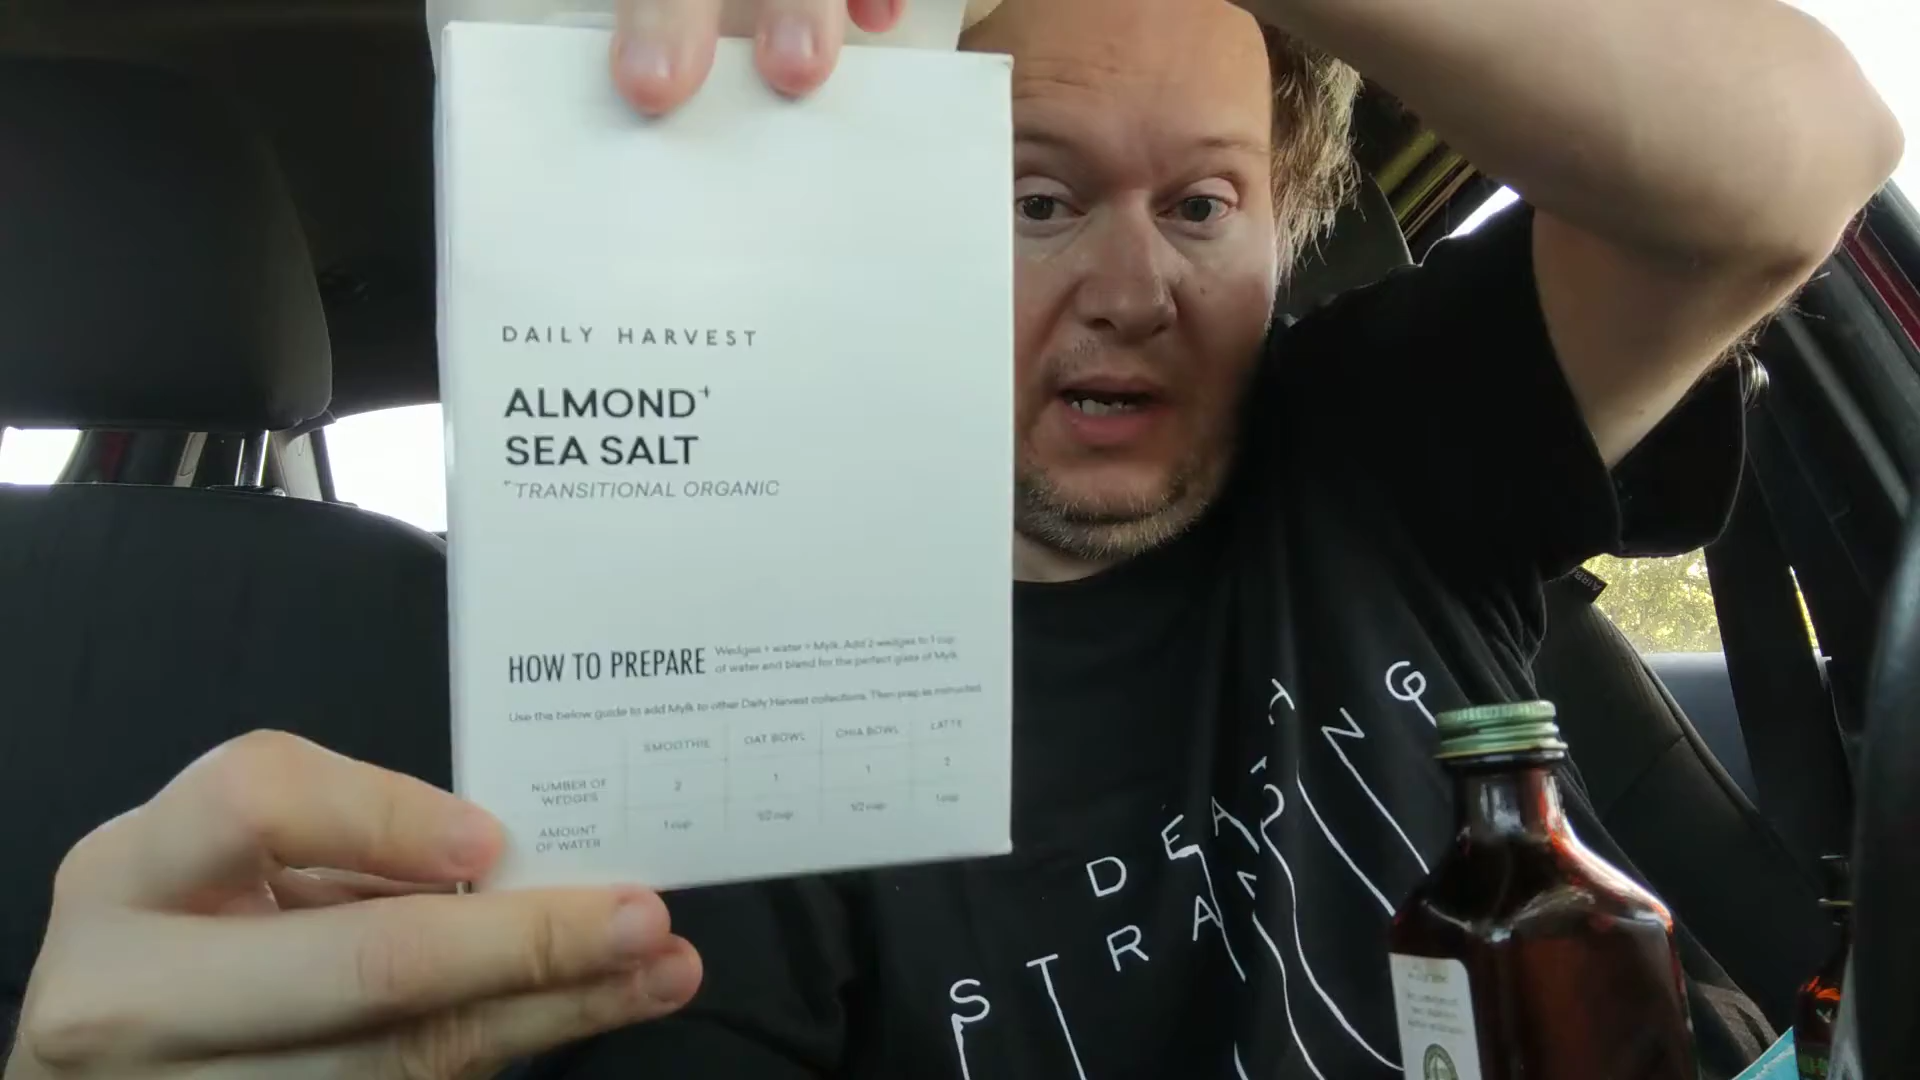 DAILY HARVEST
ALMOND+
SEA SALT
+TRANSITIONAL ORGANIC
HOW TO PREPARE
Wedges + water = Mylk. Add 2 wedges to 1 cup
of water and blend for the perfect glass of Mylk.
Use the below guide to add Mylk to other Daily Harvest collections. Then prep as instructed.
SMOOTHIE OAT BOWL CHIA BOWL LATTE
NUMBER OF
WEDGES 2 1 1 2
AMOUNT
OF WATER 1 cup 1/2 cup 1/2 cup 1 cup
AIRB
STRA